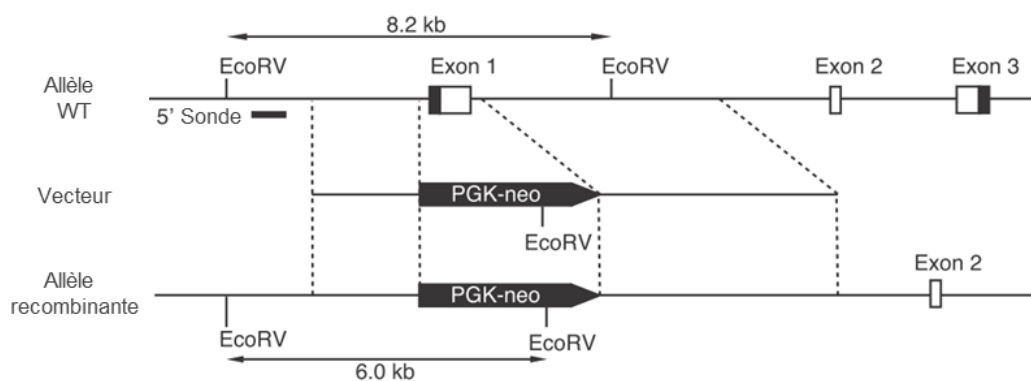 8.2 kb
EcoRV
Exon 1
EcoRV
Exon 2
Exon 3
Allèle
WT
5' Sonde
Vecteur
PGK-neo
EcoRV
Allèle
recombinante
PGK-neo
Exon 2
EcoRV
EcoRV
6.0 kb